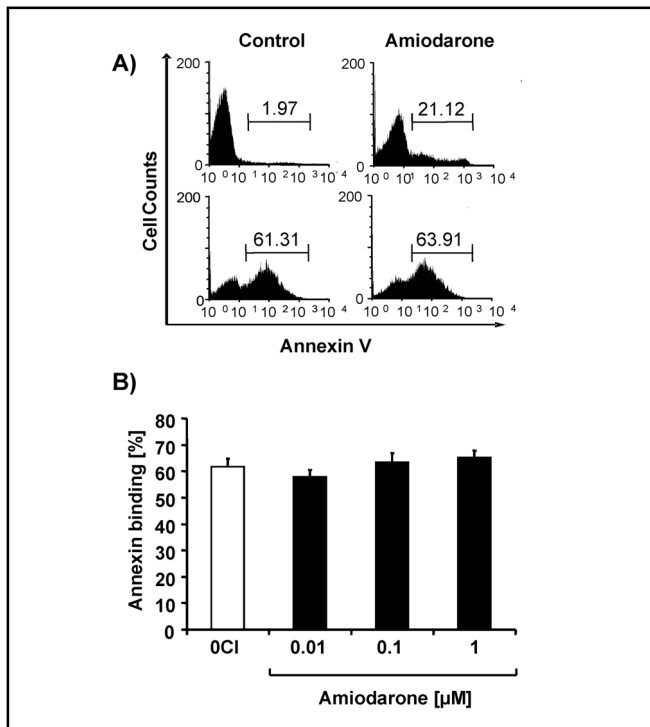 Control Amiodarone
A)
200 200
1.97 21.12
0 0
10 0 10 1 10 2 10 3 10 4 10 0 10 1 10 2 10 3 10 4
200 200
61.31 63.91
0 0
10 0 10 1 10 2 10 3 10 4 10 0 10 1 10 2 10 3 10 4
Cell Counts
Annexin V
B)
80
70
60
50
40
30
20
10
0
Annexin binding [%]
0Cl 0.01 0.1 1
Amiodarone [µM]